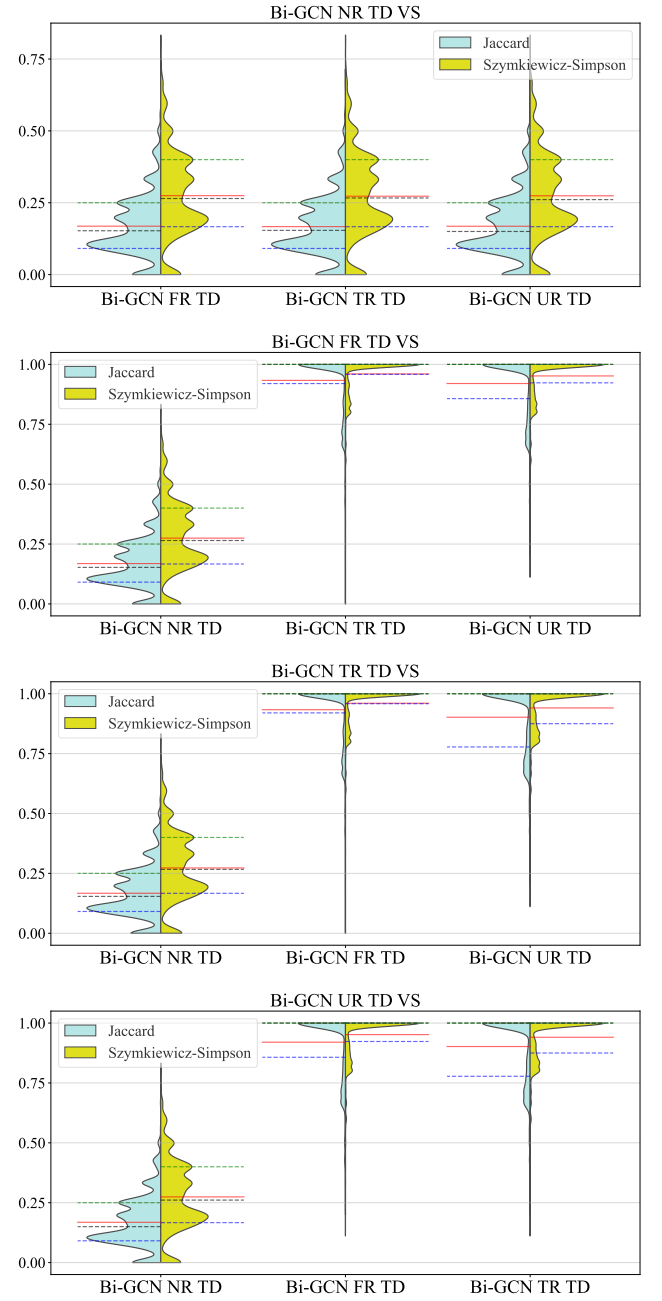 Bi-GCN NR TD VS
Jaccard
Szymkiewicz-Simpson
0.75
0.50
0.25
0.00
Bi-GCN FR TD Bi-GCN TR TD Bi-GCN UR TD
Bi-GCN FR TD VS
Jaccard
Szymkiewicz-Simpson
1.00
0.75
0.50
0.25
0.00
Bi-GCN NR TD Bi-GCN TR TD Bi-GCN UR TD
Bi-GCN TR TD VS
Jaccard
Szymkiewicz-Simpson
1.00
0.75
0.50
0.25
0.00
Bi-GCN NR TD Bi-GCN FR TD Bi-GCN UR TD
Bi-GCN UR TD VS
Jaccard
Szymkiewicz-Simpson
1.00
0.75
0.50
0.25
0.00
Bi-GCN NR TD Bi-GCN FR TD Bi-GCN TR TD